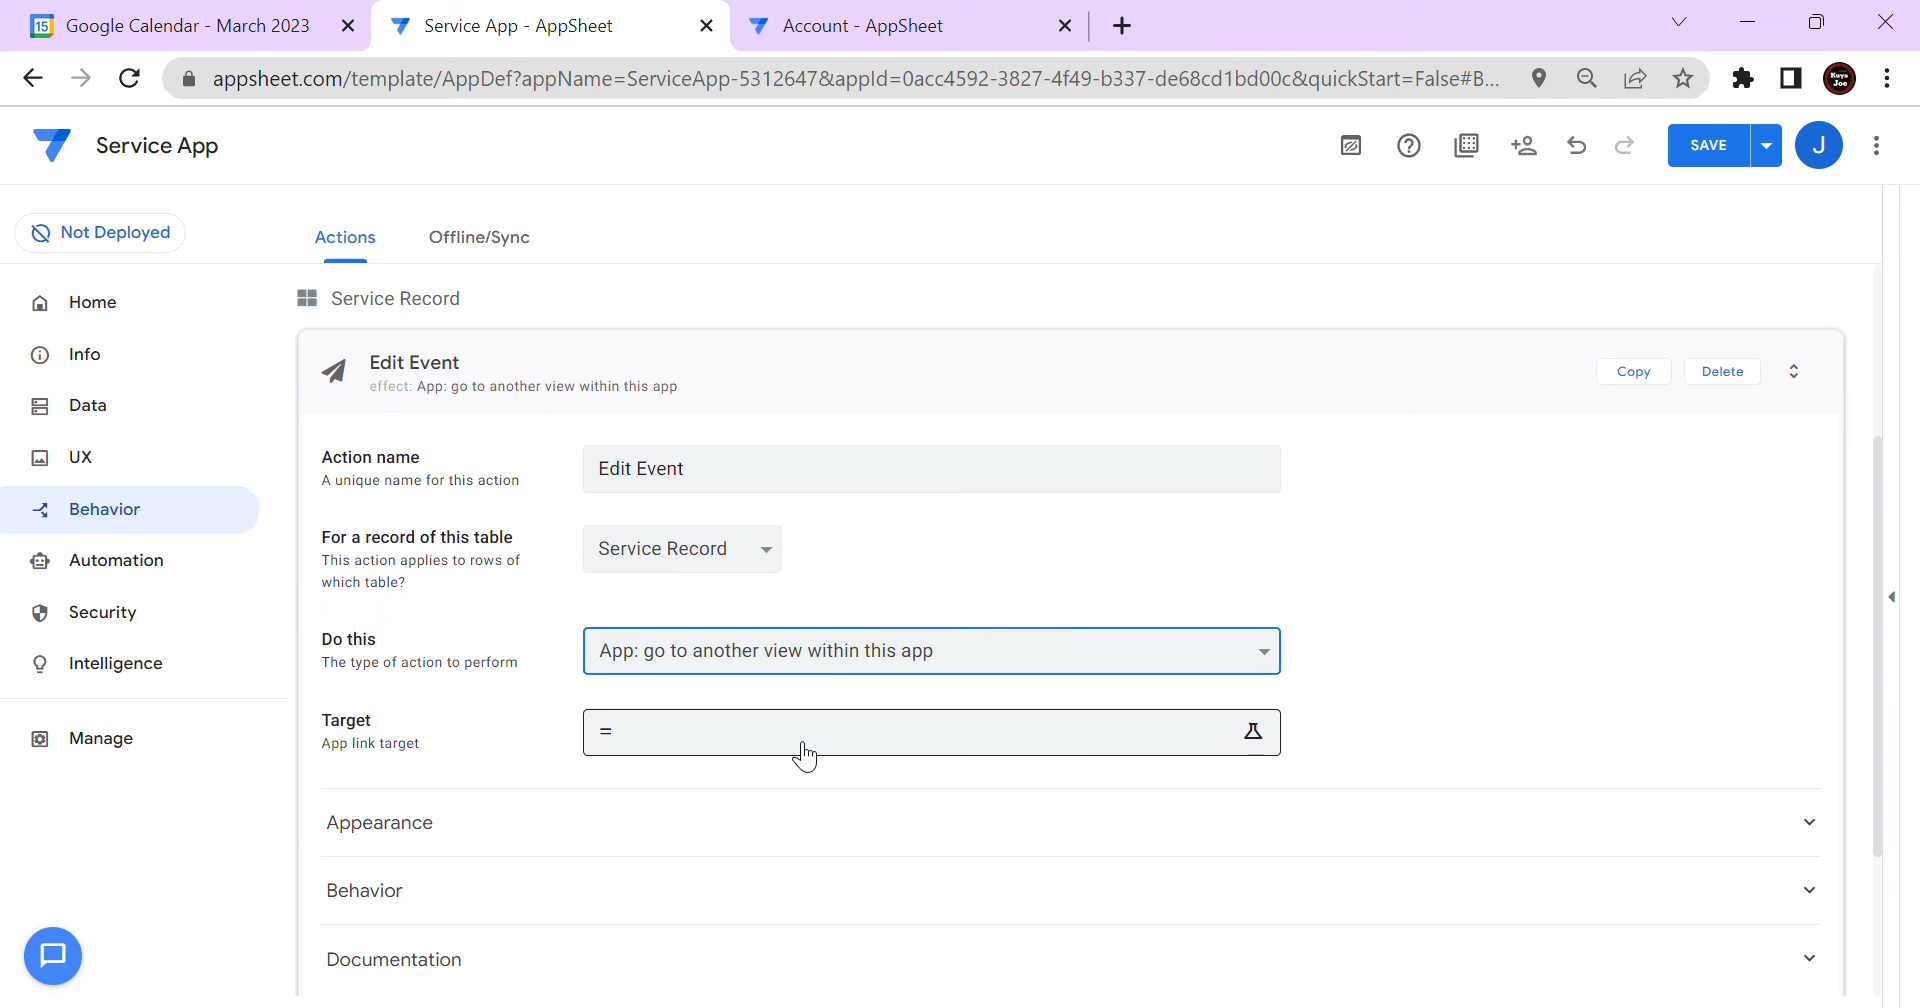 15 Google Calendar - March 2023
Service App - AppSheet
Account - AppSheet
appsheet.com/template/AppDef?appName=ServiceApp-5312647&appId=0acc4592-3827-4f49-b337-de68cd1bd00c&quickStart=False#B...
Kuya Joe
Service App
SAVE
J
Not Deployed
Actions
Offline/Sync
Home
Info
Data
UX
Behavior
Automation
Security
Intelligence
Manage
Service Record
Edit Event
effect: App: go to another view within this app
Copy
Delete
Action name
A unique name for this action
Edit Event
For a record of this table
This action applies to rows of
which table?
Service Record
Do this
The type of action to perform
App: go to another view within this app
Target
App link target
=
Appearance
Behavior
Documentation